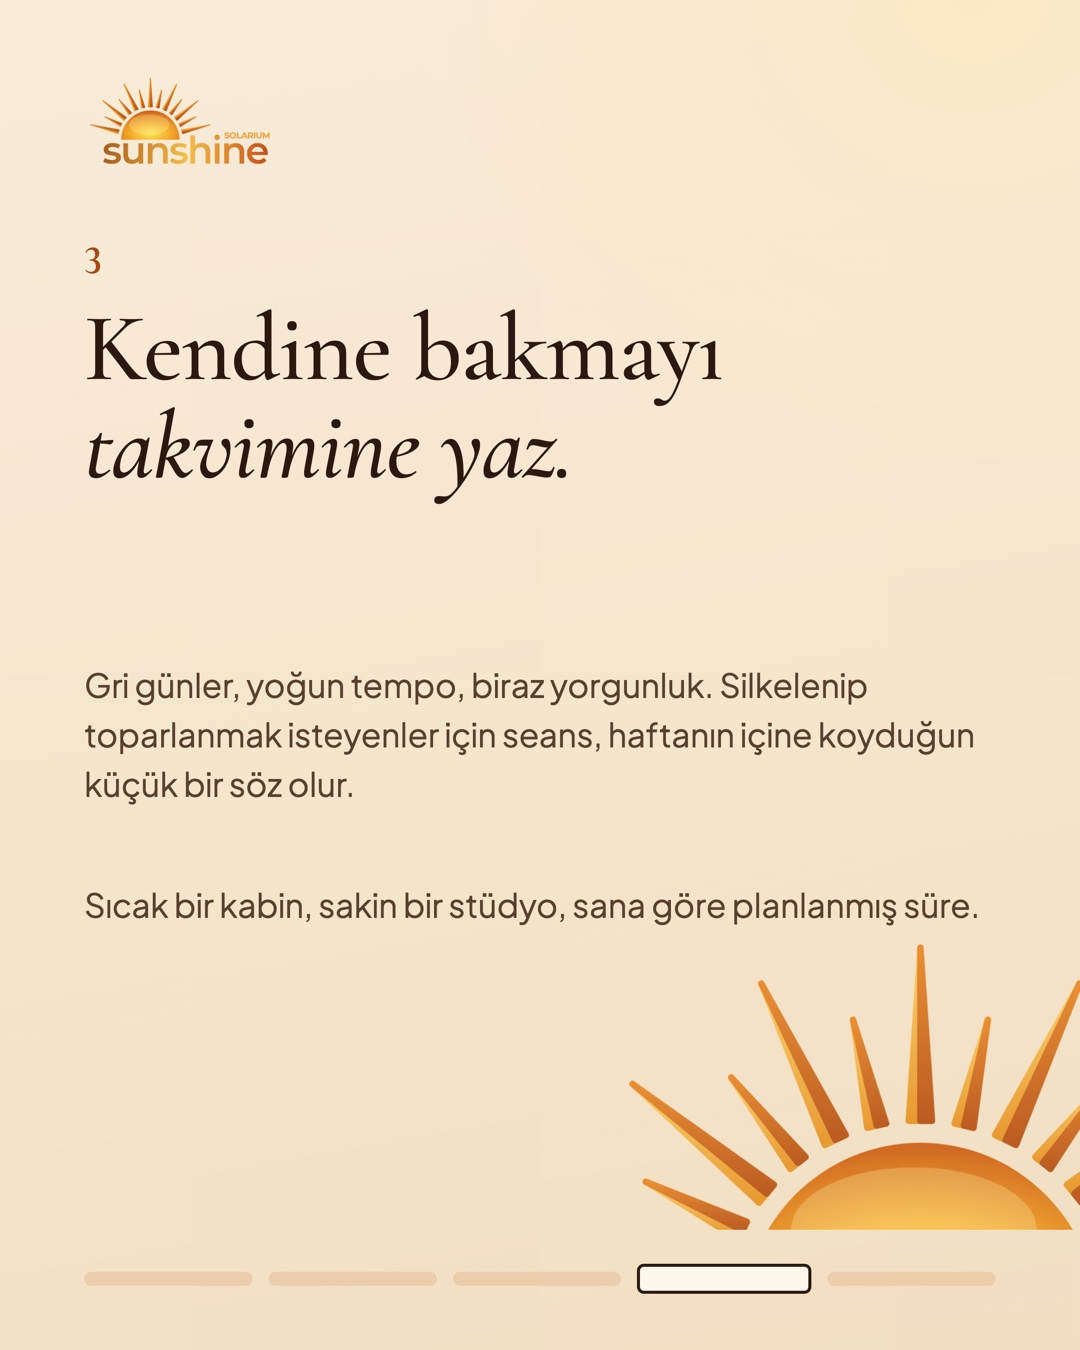 SOLARIUM
sunshine
3
Kendine bakmayı
takvimine yaz.
Gri günler, yoğun tempo, biraz yorgunluk. Silkelenip
toparlanmak isteyenler için seans, haftanın içine koyduğun
küçük bir söz olur.
Sıcak bir kabin, sakin bir stüdyo, sana göre planlanmış süre.